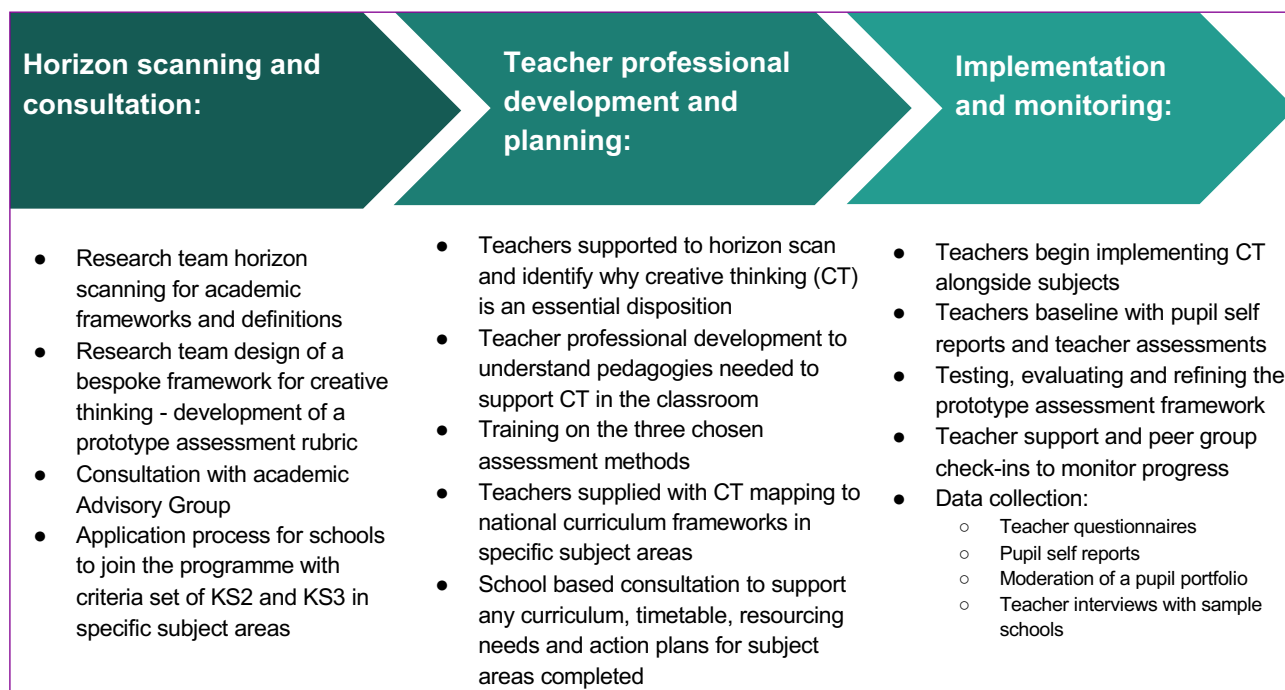 Horizon scanning and
consultation:
● Research team horizon
scanning for academic
frameworks and definitions
● Research team design of a
bespoke framework for creative
thinking - development of a
prototype assessment rubric
● Consultation with academic
Advisory Group
● Application process for schools
to join the programme with
criteria set of KS2 and KS3 in
specific subject areas
Teacher professional
development and
planning:
● Teachers supported to horizon scan
and identify why creative thinking (CT)
is an essential disposition
● Teacher professional development to
understand pedagogies needed to
support CT in the classroom
● Training on the three chosen
assessment methods
● Teachers supplied with CT mapping to
national curriculum frameworks in
specific subject areas
● School based consultation to support
any curriculum, timetable, resourcing
needs and action plans for subject
areas completed
Implementation
and monitoring:
● Teachers begin implementing CT
alongside subjects
● Teachers baseline with pupil self
reports and teacher assessments
● Testing, evaluating and refining the
prototype assessment framework
● Teacher support and peer group
check-ins to monitor progress
● Data collection:
○ Teacher questionnaires
○ Pupil self reports
○ Moderation of a pupil portfolio
○ Teacher interviews with sample
schools